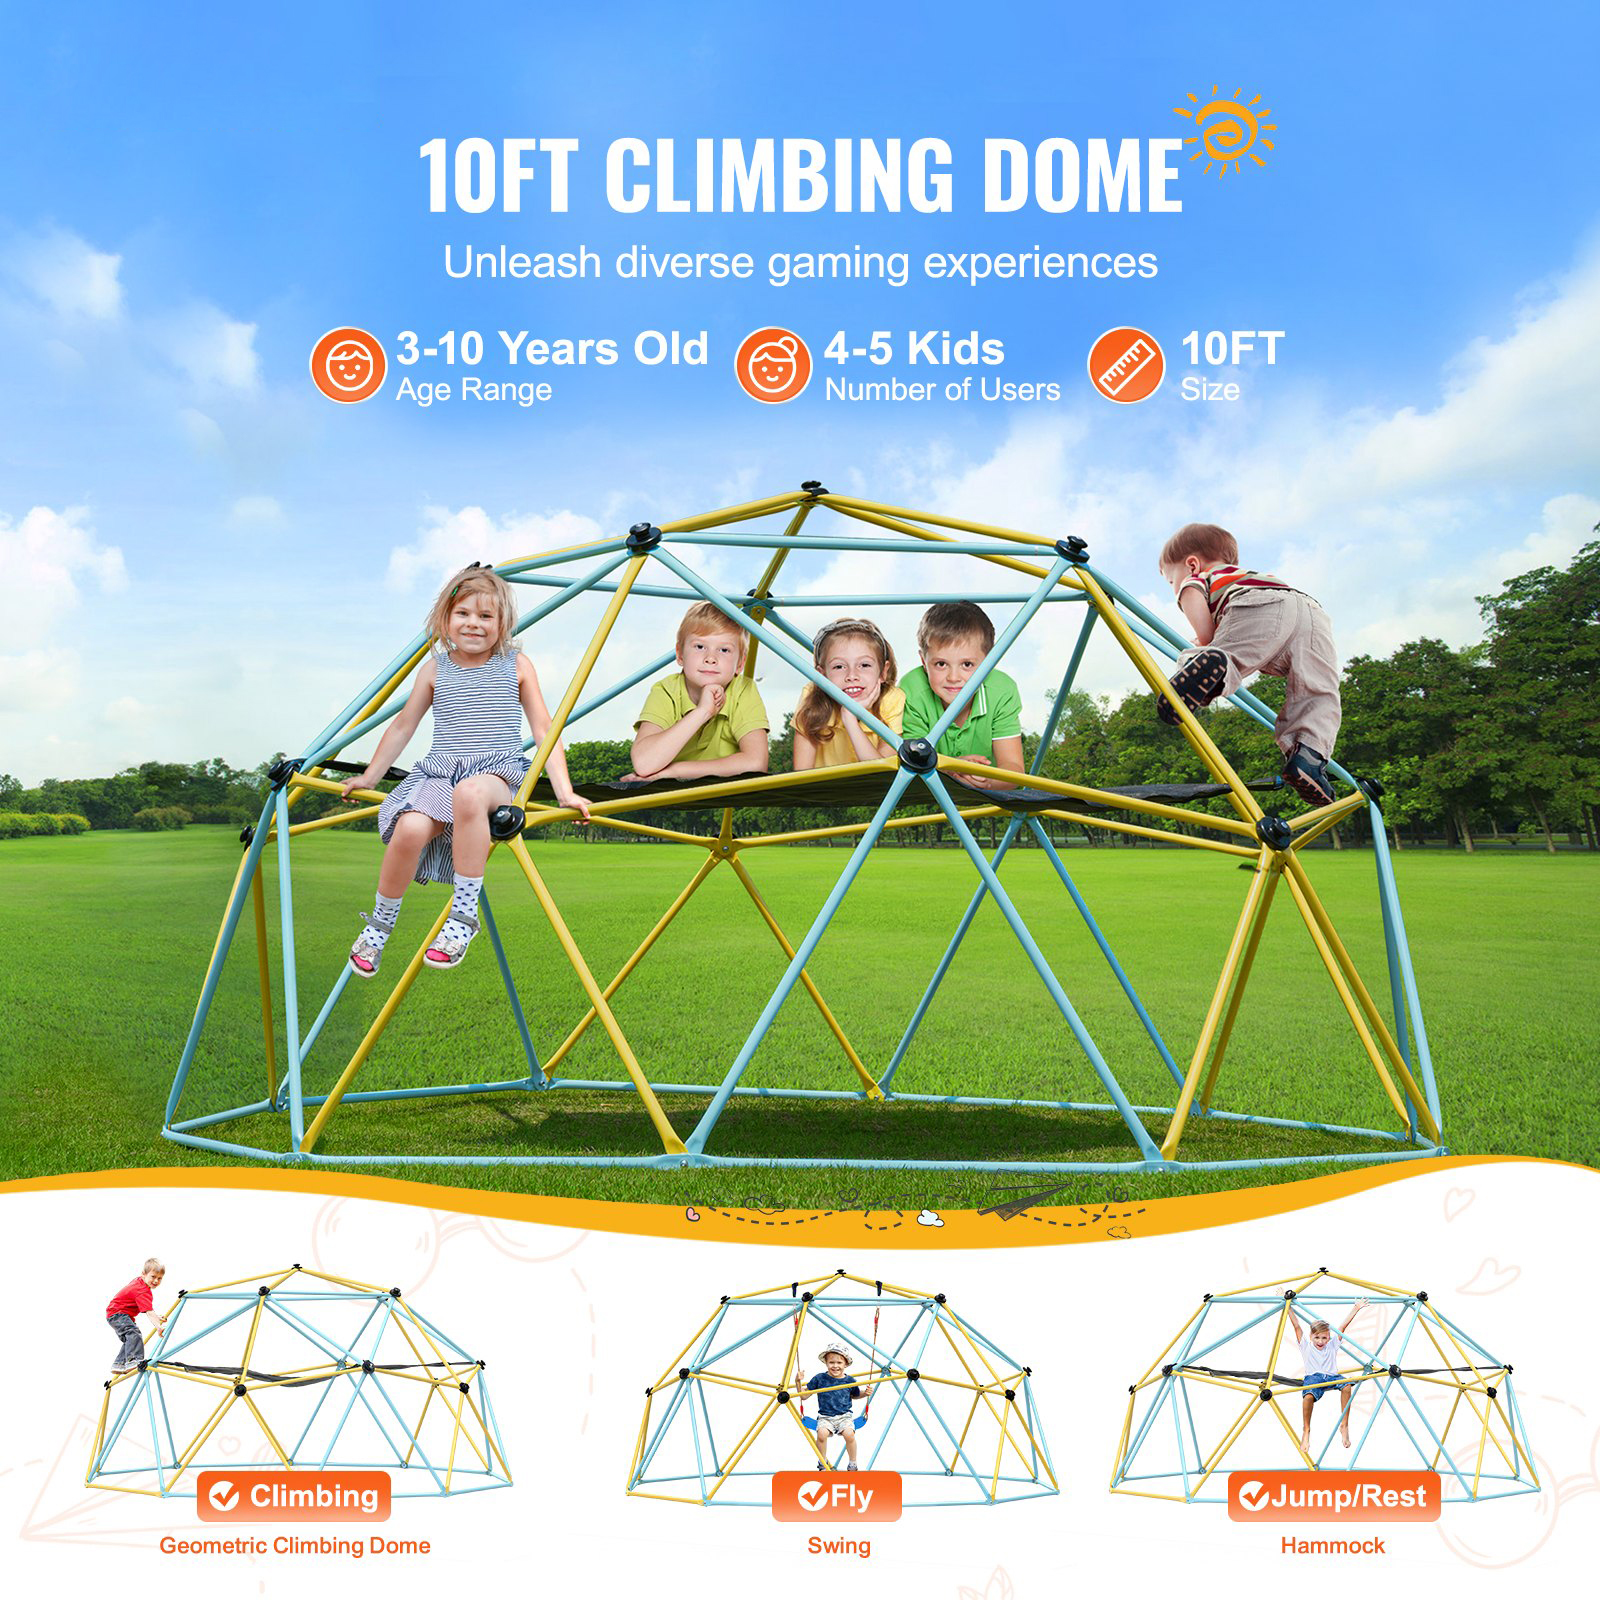 10FT CLIMBING DOME
Unleash diverse gaming experiences
3-10 Years Old
Age Range
4-5 Kids
Number of Users
10FT
Size
Climbing
Geometric Climbing Dome
Fly
Swing
Jump/Rest
Hammock